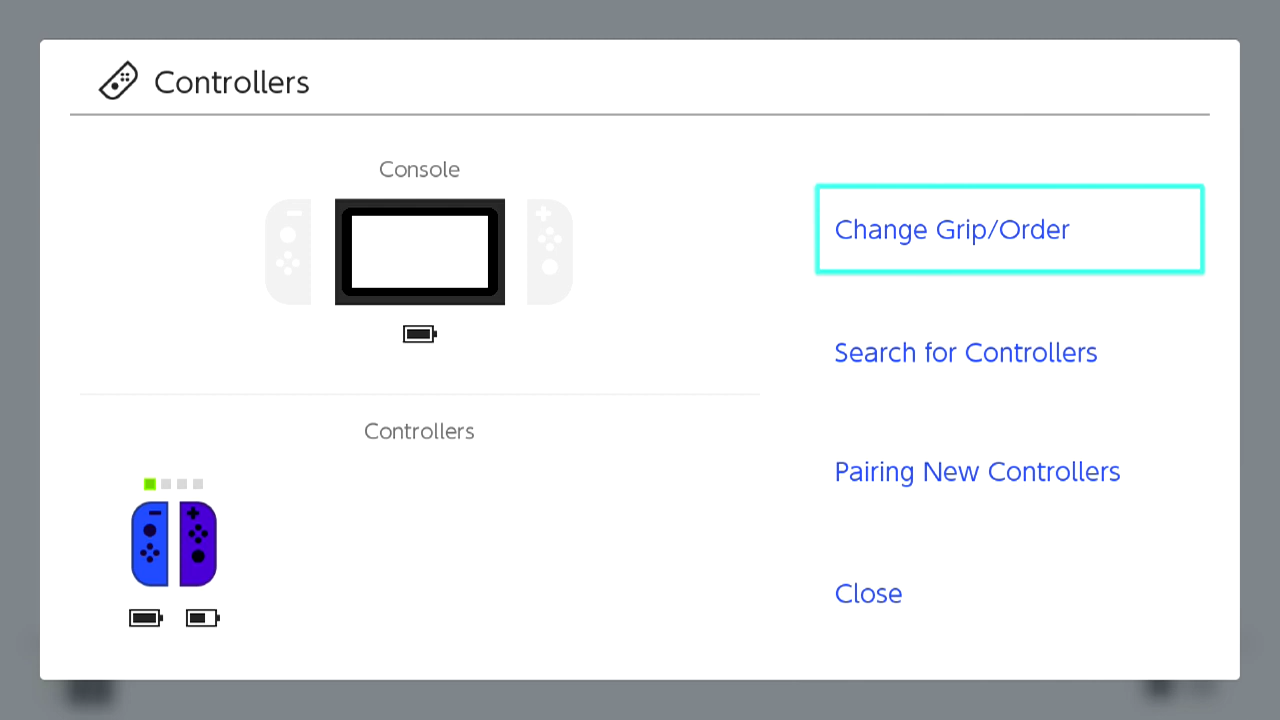 Controllers
Console
Controllers
Change Grip/Order
Search for Controllers
Pairing New Controllers
Close